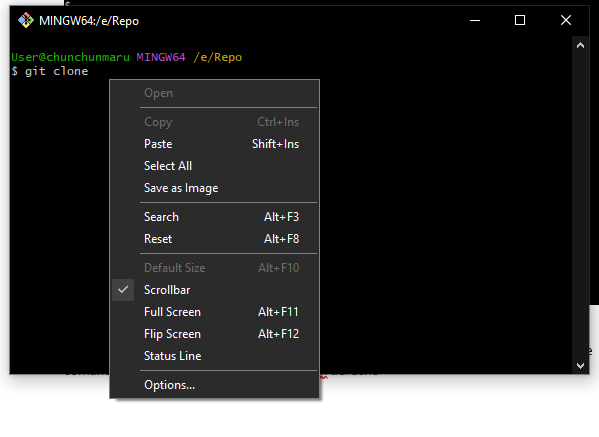 MINGW64:/e/Repo
User@chunchunmaru MINGW64 /e/Repo
$ git clone
Open
Copy Ctrl+Ins
Paste Shift+Ins
Select All
Save as Image
Search Alt+F3
Reset Alt+F8
Default Size Alt+F10
Scrollbar
Full Screen Alt+F11
Flip Screen Alt+F12
Status Line
Options...